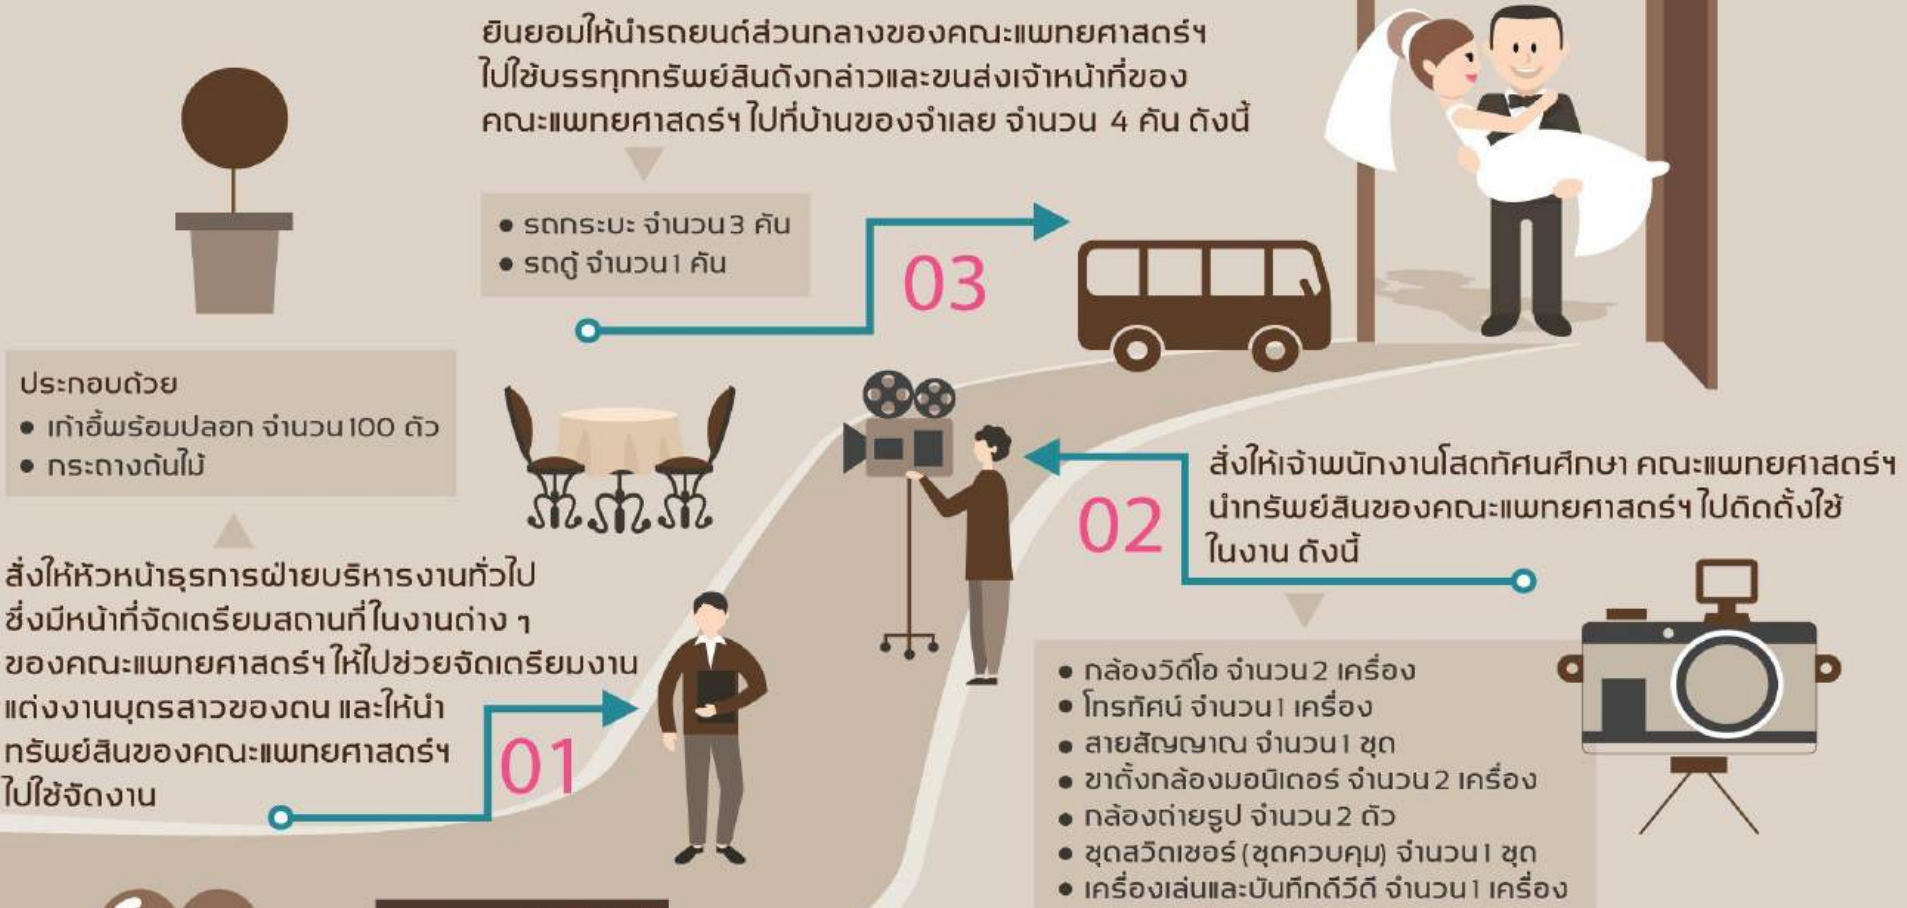 ยินยอมให้นำรถยนต์ส่วนกลางของคณะแพทยศาสตร์ฯ
ไปใช้บรรทุกทรัพย์สินดังกล่าวและขนส่งเจ้าหน้าที่ของ
คณะแพทยศาสตร์ฯ ไปที่บ้านของจำเลย จำนวน 4 คัน ดังนี้
• รถกระบะ จำนวน 3 คัน
• รถตู้ จำนวน 1 คัน
03
ประกอบด้วย
• เก้าอี้พร้อมปลอก จำนวน 100 ตัว
• กระถางต้นไม้
สั่งให้หัวหน้าธุรการฝ่ายบริหารงานทั่วไป
ซึ่งมีหน้าที่จัดเตรียมสถานที่ในงานต่าง ๆ
ของคณะแพทยศาสตร์ฯ ให้ไปช่วยจัดเตรียมงาน
แต่งงานบุตรสาวของตน และให้นำ
ทรัพย์สินของคณะแพทยศาสตร์ฯ
ไปใช้จัดงาน
01
สั่งให้เจ้าพนักงานโสตทัศนศึกษา คณะแพทยศาสตร์ฯ
นำทรัพย์สินของคณะแพทยศาสตร์ฯ ไปติดตั้งใช้
ในงาน ดังนี้
02
• กล้องวิดีโอ จำนวน 2 เครื่อง
• โทรทัศน์ จำนวน 1 เครื่อง
• สายสัญญาณ จำนวน 1 ชุด
• ขาตั้งกล้องมอนิเตอร์ จำนวน 2 เครื่อง
• กล้องถ่ายรูป จำนวน 2 ตัว
• ชุดสวิตเชอร์ (ชุดควบคุม) จำนวน 1 ชุด
• เครื่องเล่นและบันทึกดีวีดี จำนวน 1 เครื่อง